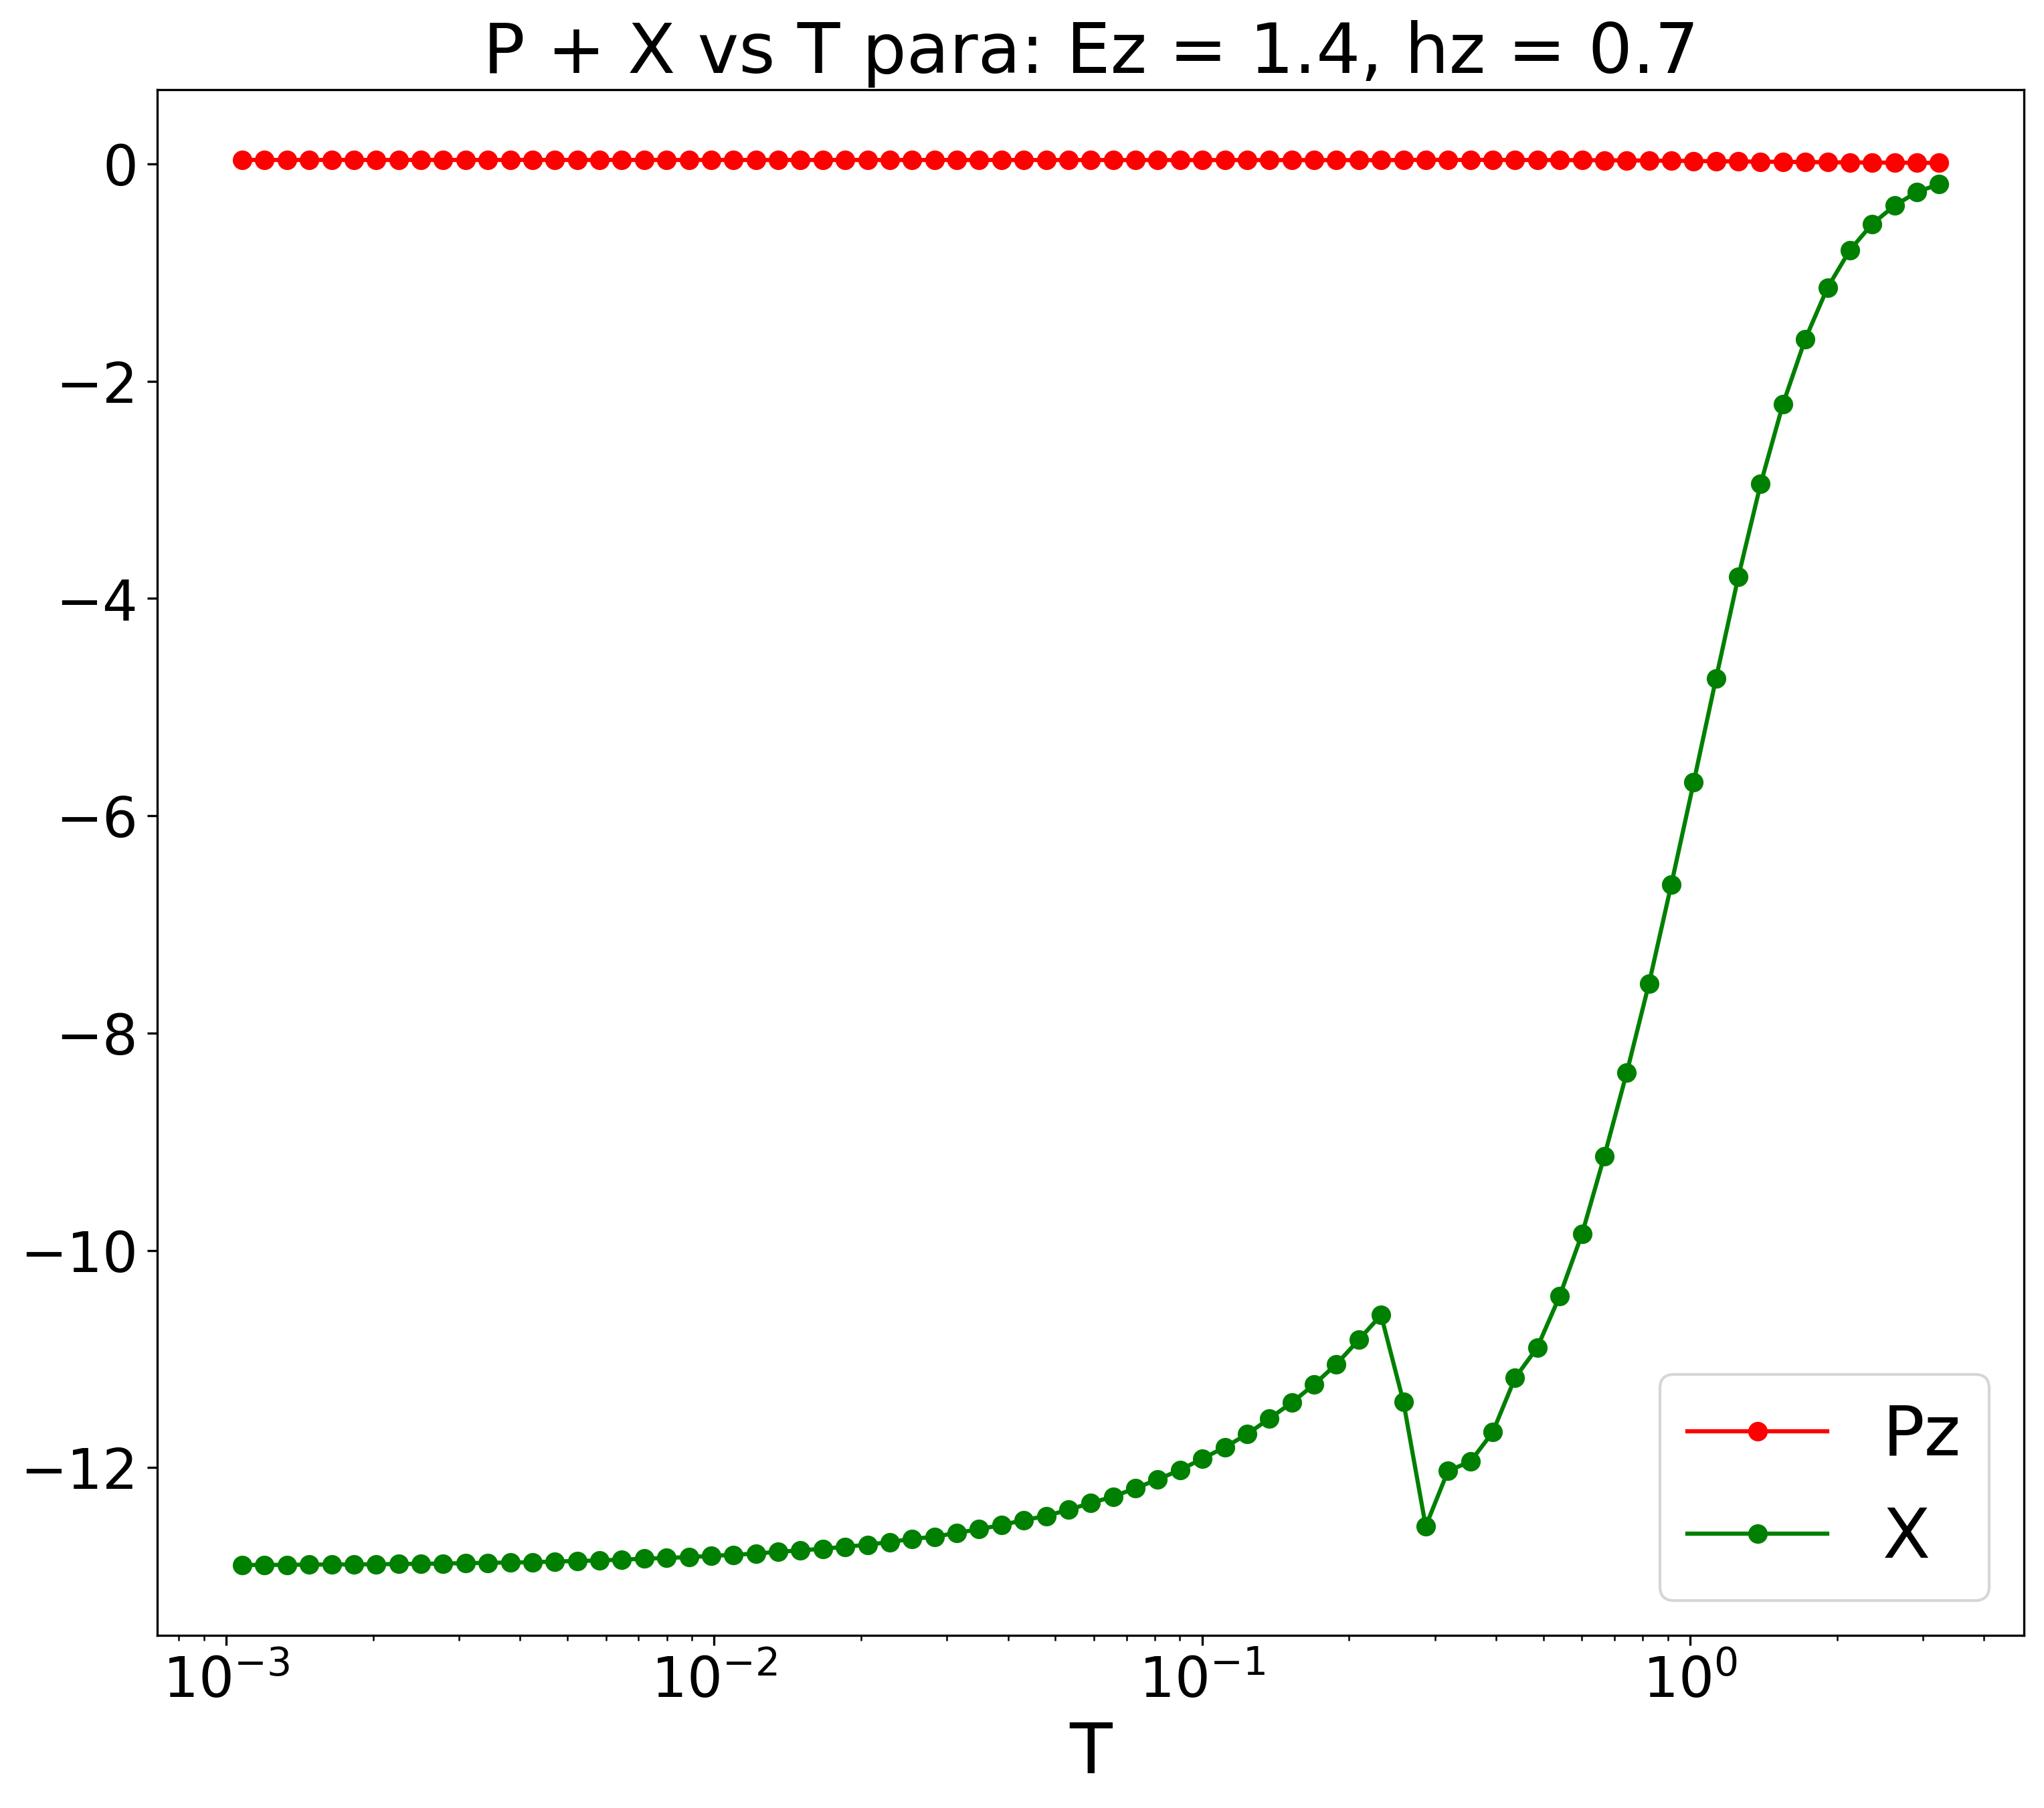 P + X vs T para: Ez = 1.4, hz = 0.7
0
−2
−4
−6
−8
−10
−12
10⁻³ 10⁻² 10⁻¹ 10⁰
T
Pz
X